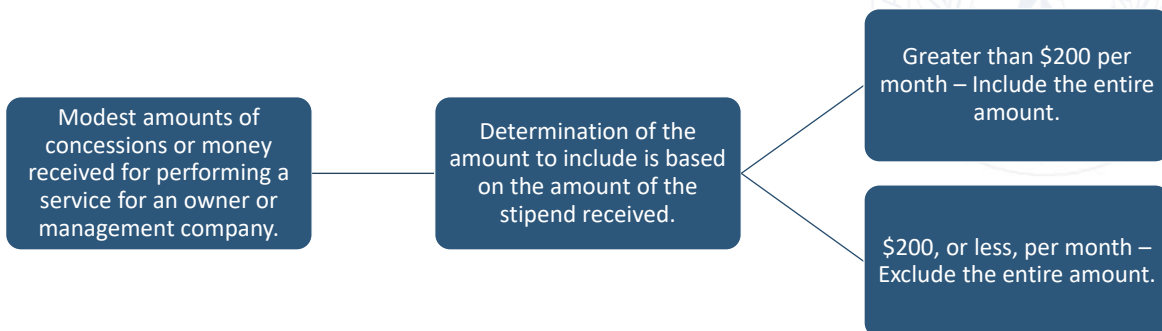 Modest amounts of
concessions or money
received for performing a
service for an owner or
management company.
Determination of the
amount to include is based
on the amount of the
stipend received.
Greater than $200 per
month – Include the entire
amount.
$200, or less, per month –
Exclude the entire amount.